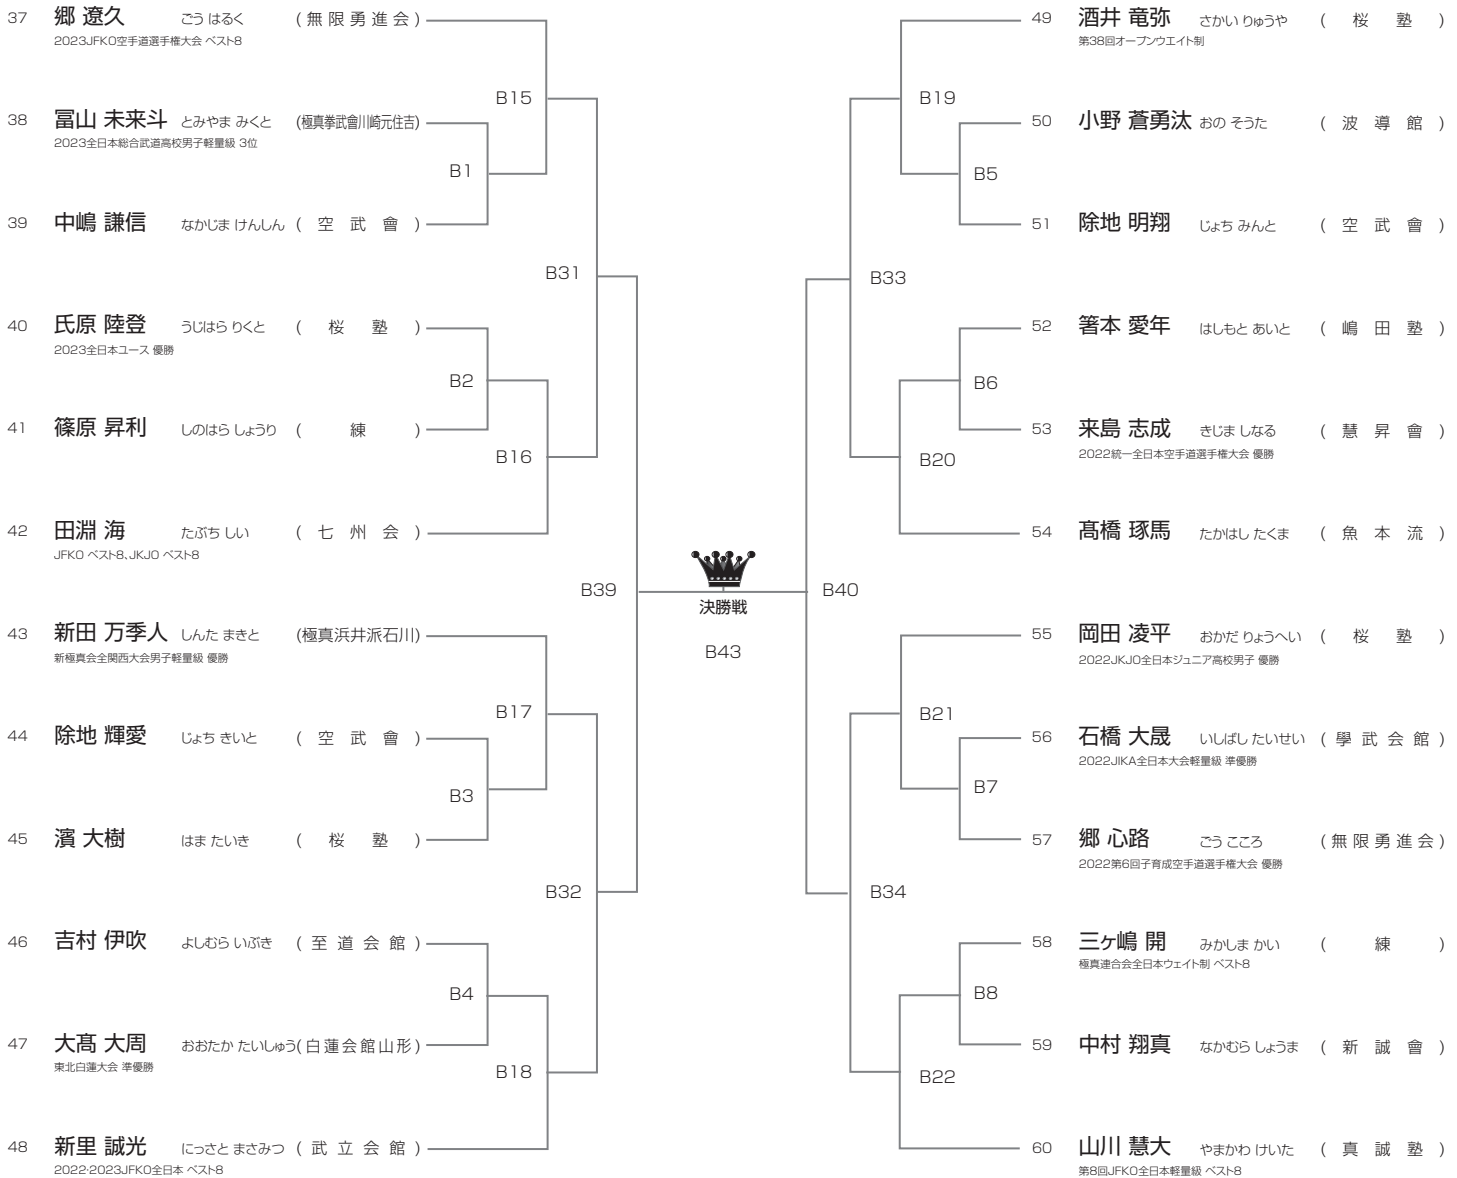 37 郷 遼久 ごう はるく (無限勇進会)
2023JFKO空手道選手権大会 ベスト8
B15
38 冨山 未来斗 とみやま みくと (極真拳武會川崎元住吉)
2023全日本総合武道高校男子軽量級 3位
B1
39 中嶋 謙信 なかじま けんしん (空武會)
B31
40 氏原 陸登 うじはら りくと (桜塾)
2023全日本ユース 優勝
B2
41 篠原 昇利 しのはら しょうり (練)
B16
42 田淵 海 たぶち しい (七州会)
JFKO ベスト8、JKJO ベスト8
B39
43 新田 万季人 しんた まきと (極真浜井派石川)
新極真会全関西大会男子軽量級 優勝
B17
44 除地 輝愛 じょち きいと (空武會)
B3
45 濱 大樹 はま たいき (桜塾)
B32
46 吉村 伊吹 よしむら いぶき (至道会館)
B4
47 大髙 大周 おおたか たいしゅう (白蓮会館山形)
東北白蓮大会 準優勝
B18
48 新里 誠光 にっさと まさみつ (武立会館)
2022・2023JFKO全日本 ベスト8
決勝戦
B43
49 酒井 竜弥 さかい りゅうや (桜塾)
第38回オープンウエイト制
B19
50 小野 蒼勇汰 おの そうた (波導館)
B5
51 除地 明翔 じょち みんと (空武會)
B33
52 箸本 愛年 はしもと あいと (嶋田塾)
B6
53 来島 志成 きじま しなる (慧昇會)
2022統一全日本空手道選手権大会 優勝
B20
54 髙橋 琢馬 たかはし たくま (魚本流)
B40
55 岡田 凌平 おかだ りょうへい (桜塾)
2022JKJO全日本ジュニア高校男子 優勝
B21
56 石橋 大晟 いしばし たいせい (學武会館)
2022JIKA全日本大会軽量級 準優勝
B7
57 郷 心路 ごう こころ (無限勇進会)
2022第6回子育成空手道選手権大会 優勝
B34
58 三ヶ嶋 開 みかしま かい (練)
極真連合会全日本ウェイト制 ベスト8
B8
59 中村 翔真 なかむら しょうま (新誠會)
B22
60 山川 慧大 やまかわ けいた (真誠塾)
第8回JFKO全日本軽量級 ベスト8